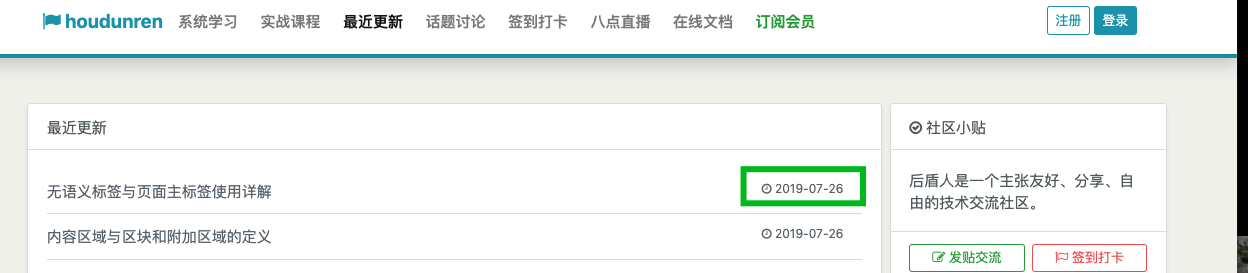 houdunren 系统学习 实战课程 最近更新 话题讨论 签到打卡 八点直播 在线文档 订阅会员 注册 登录
最近更新
无语义标签与页面主标签使用详解 2019-07-26
内容区域与区块和附加区域的定义 2019-07-26
社区小贴
后盾人是一个主张友好、分享、自
由的技术交流社区。
发贴交流 签到打卡